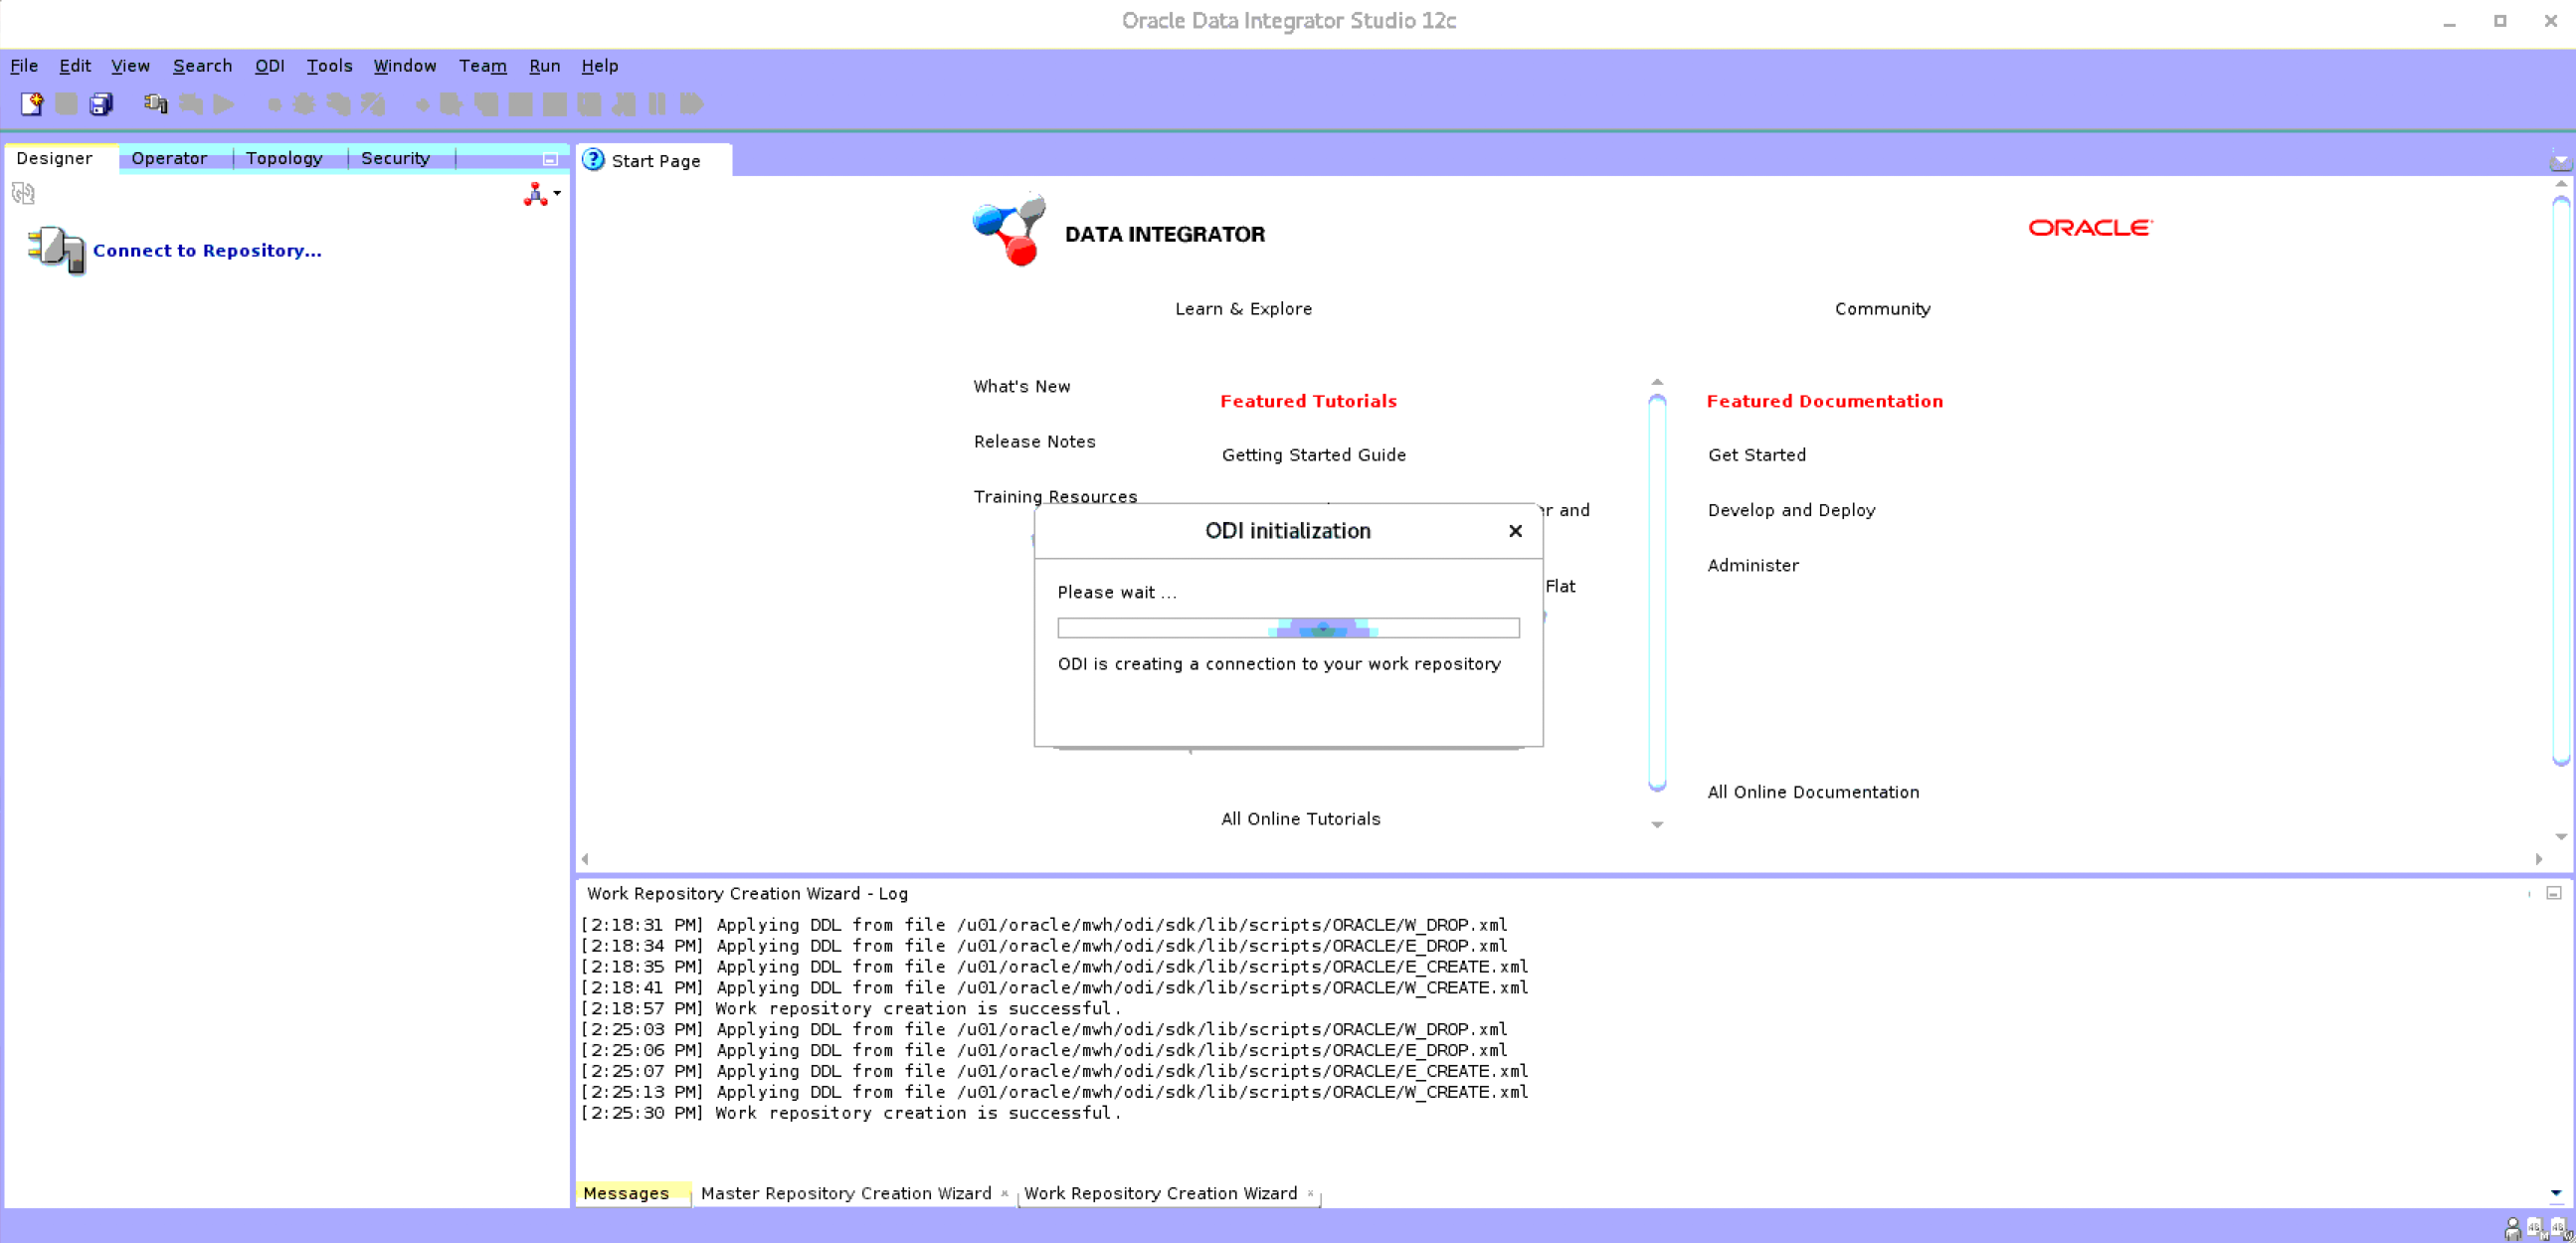 Oracle Data Integrator Studio 12c
File Edit View Search ODI Tools Window Team Run Help
Designer Operator Topology Security
Start Page
Connect to Repository...
DATA INTEGRATOR
ORACLE
Learn & Explore
Community
What's New
Release Notes
Training Resources
Featured Tutorials
Getting Started Guide
r and
Flat
All Online Tutorials
Featured Documentation
Get Started
Develop and Deploy
Administer
All Online Documentation
ODI initialization
Please wait ...
ODI is creating a connection to your work repository
Work Repository Creation Wizard - Log
[2:18:31 PM] Applying DDL from file /u01/oracle/mwh/odi/sdk/lib/scripts/ORACLE/W_DROP.xml
[2:18:34 PM] Applying DDL from file /u01/oracle/mwh/odi/sdk/lib/scripts/ORACLE/E_DROP.xml
[2:18:35 PM] Applying DDL from file /u01/oracle/mwh/odi/sdk/lib/scripts/ORACLE/E_CREATE.xml
[2:18:41 PM] Applying DDL from file /u01/oracle/mwh/odi/sdk/lib/scripts/ORACLE/W_CREATE.xml
[2:18:57 PM] Work repository creation is successful.
[2:25:03 PM] Applying DDL from file /u01/oracle/mwh/odi/sdk/lib/scripts/ORACLE/W_DROP.xml
[2:25:06 PM] Applying DDL from file /u01/oracle/mwh/odi/sdk/lib/scripts/ORACLE/E_DROP.xml
[2:25:07 PM] Applying DDL from file /u01/oracle/mwh/odi/sdk/lib/scripts/ORACLE/E_CREATE.xml
[2:25:13 PM] Applying DDL from file /u01/oracle/mwh/odi/sdk/lib/scripts/ORACLE/W_CREATE.xml
[2:25:30 PM] Work repository creation is successful.
Messages Master Repository Creation Wizard Work Repository Creation Wizard